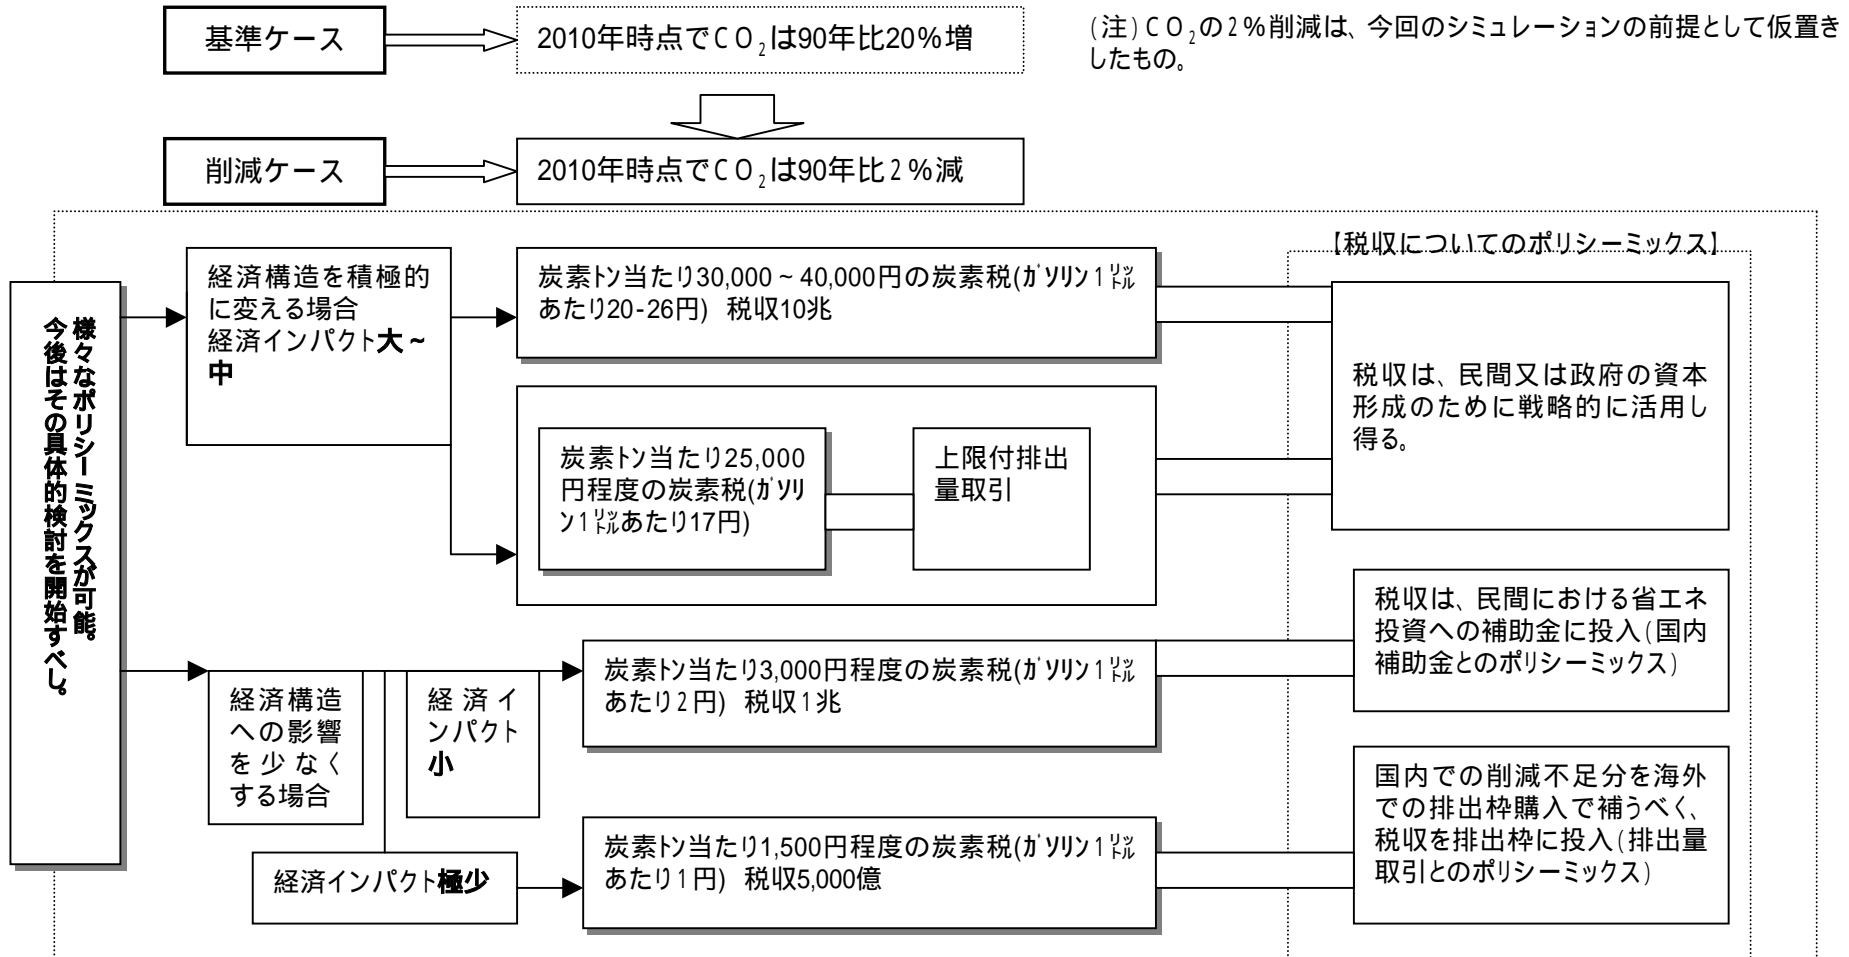 基準ケース
2010年時点でCO₂は90年比20%増
(注)CO₂の2%削減は、今回のシミュレーションの前提として仮置き
したもの。
削減ケース
2010年時点でCO₂は90年比2%減
様々なポリシーミックスが可能。
今後はその具体的検討を開始すべし。
経済構造を積極的
に変える場合
経済インパクト大~
中
炭素トン当たり30,000~40,000円の炭素税(ガソリン1リットル
あたり20-26円) 税収10兆
炭素トン当たり25,000
円程度の炭素税(ガソリ
ン1リットルあたり17円)
上限付排出
量取引
【税収についてのポリシーミックス】
税収は、民間又は政府の資本
形成のために戦略的に活用し
得る。
経済構造
への影響
を少なく
する場合
経済イ
ンパクト
小
炭素トン当たり3,000円程度の炭素税(ガソリン1リットル
あたり2円) 税収1兆
税収は、民間における省エネ
投資への補助金に投入(国内
補助金とのポリシーミックス)
経済インパクト極少
炭素トン当たり1,500円程度の炭素税(ガソリン1リットル
あたり1円) 税収5,000億
国内での削減不足分を海外
での排出枠購入で補うべく、
税収を排出枠に投入(排出量
取引とのポリシーミックス)